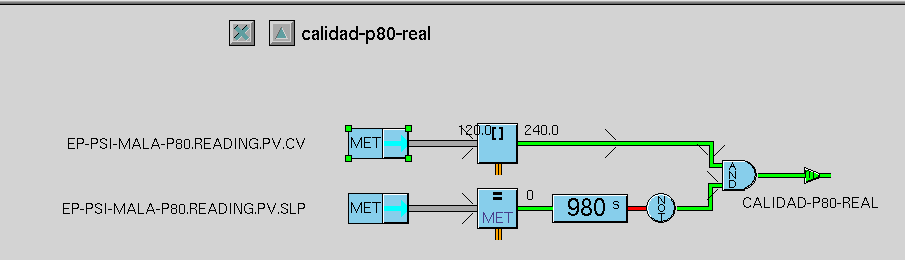 calidad-p80-real
120.0 [] 240.0
EP-PSI-MALA-P80.READING.PV.CV MET
AND
EP-PSI-MALA-P80.READING.PV.SLP MET = MET 0 980 s NOT
CALIDAD-P80-REAL